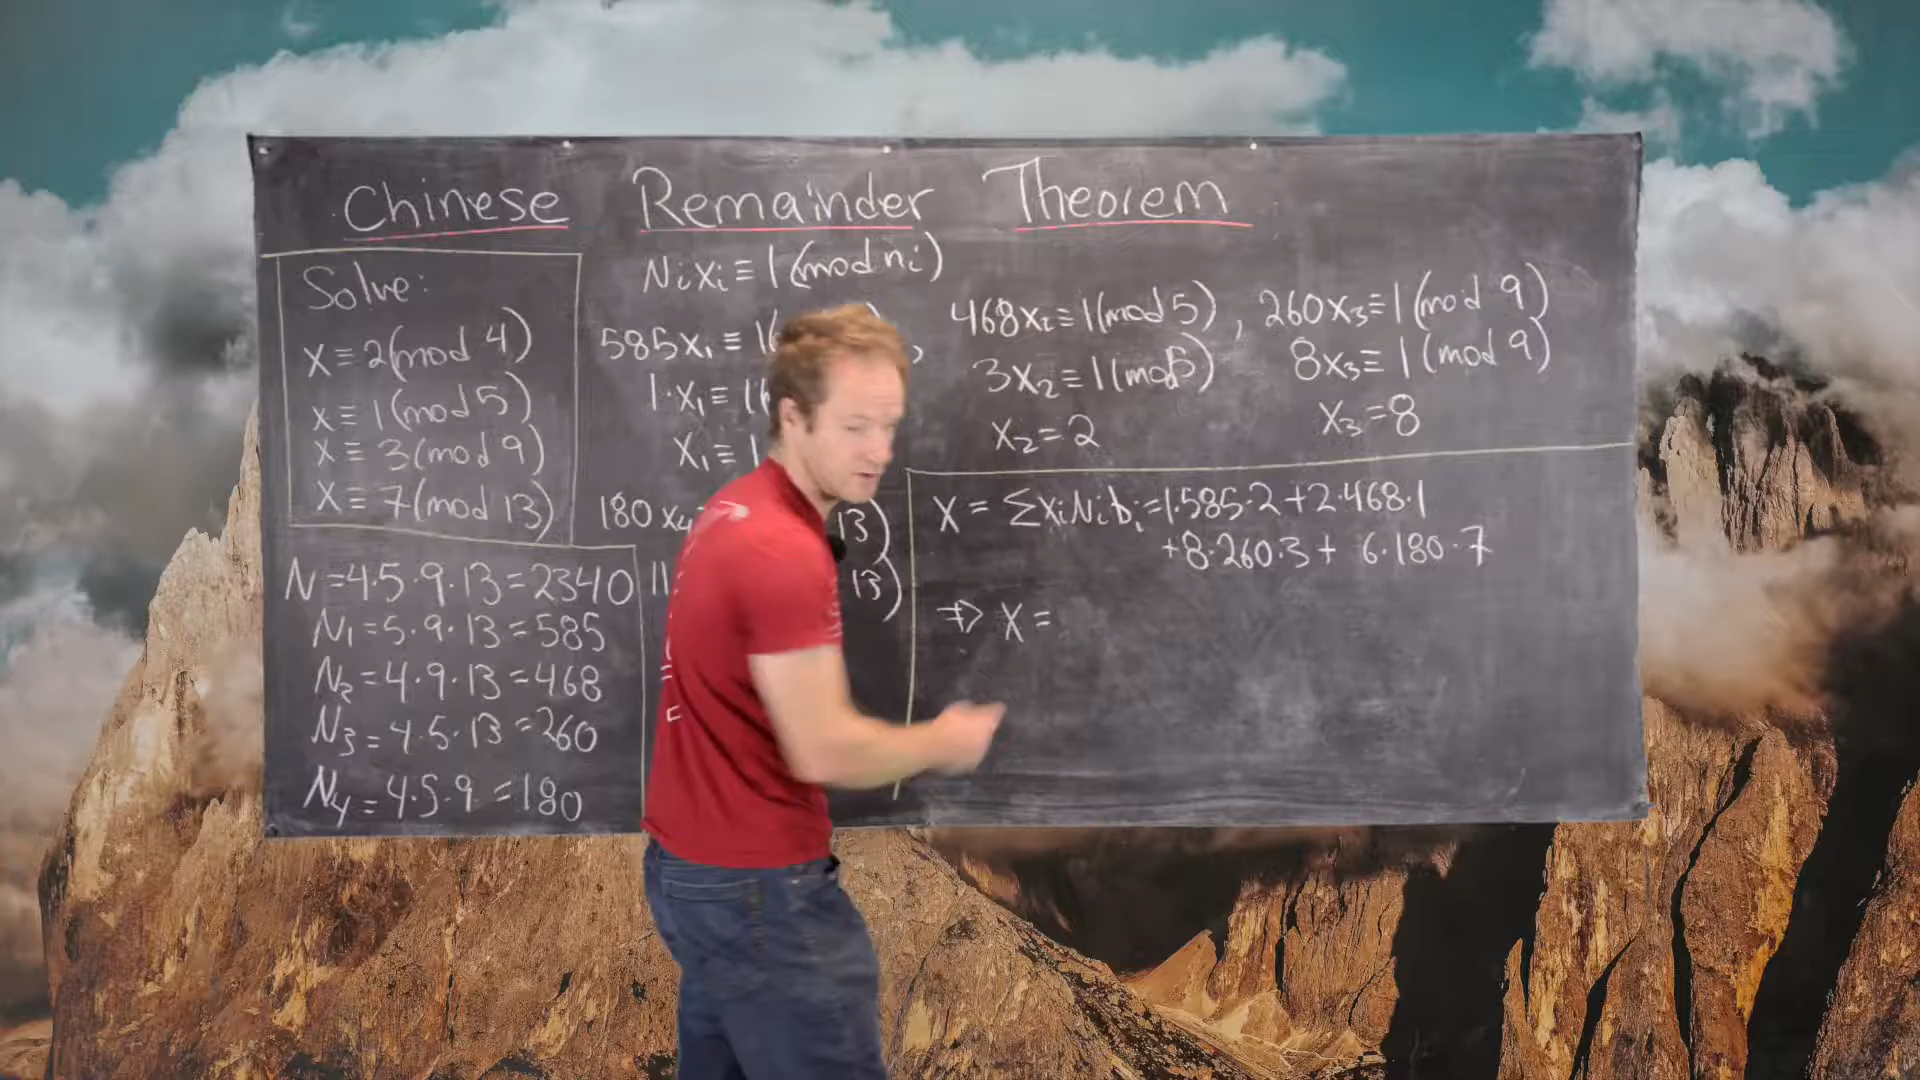 Chinese Remainder Theorem
Solve:
x ≡ 2(mod 4)
x ≡ 1(mod 5)
x ≡ 3(mod 9)
x ≡ 7(mod 13)
N = 4·5·9·13 = 2340
N₁ = 5·9·13 = 585
N₂ = 4·9·13 = 468
N₃ = 4·5·13 = 260
N₄ = 4·5·9 = 180
Nᵢxᵢ ≡ 1(mod nᵢ)
585x₁ ≡ 1( ,
1·x₁ ≡ 1(
x₁ ≡ 1
468x₂ ≡ 1(mod 5) ,
3x₂ ≡ 1(mod 5)
x₂ = 2
260x₃ ≡ 1(mod 9)
8x₃ ≡ 1(mod 9)
x₃ = 8
180x₄ 13)
11 13)
x = ∑xᵢNᵢbᵢ = 1·585·2 + 2·468·1
+ 8·260·3 + 6·180·7
⇒ x =